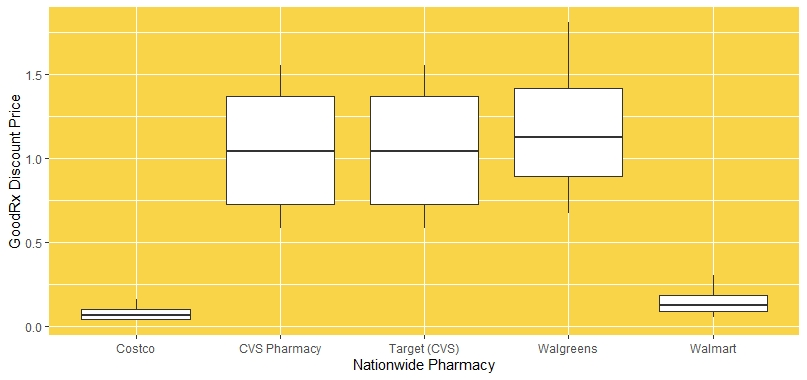 GoodRx Discount Price
1.5
1.0
0.5
0.0
Costco CVS Pharmacy Target (CVS) Walgreens Walmart
Nationwide Pharmacy